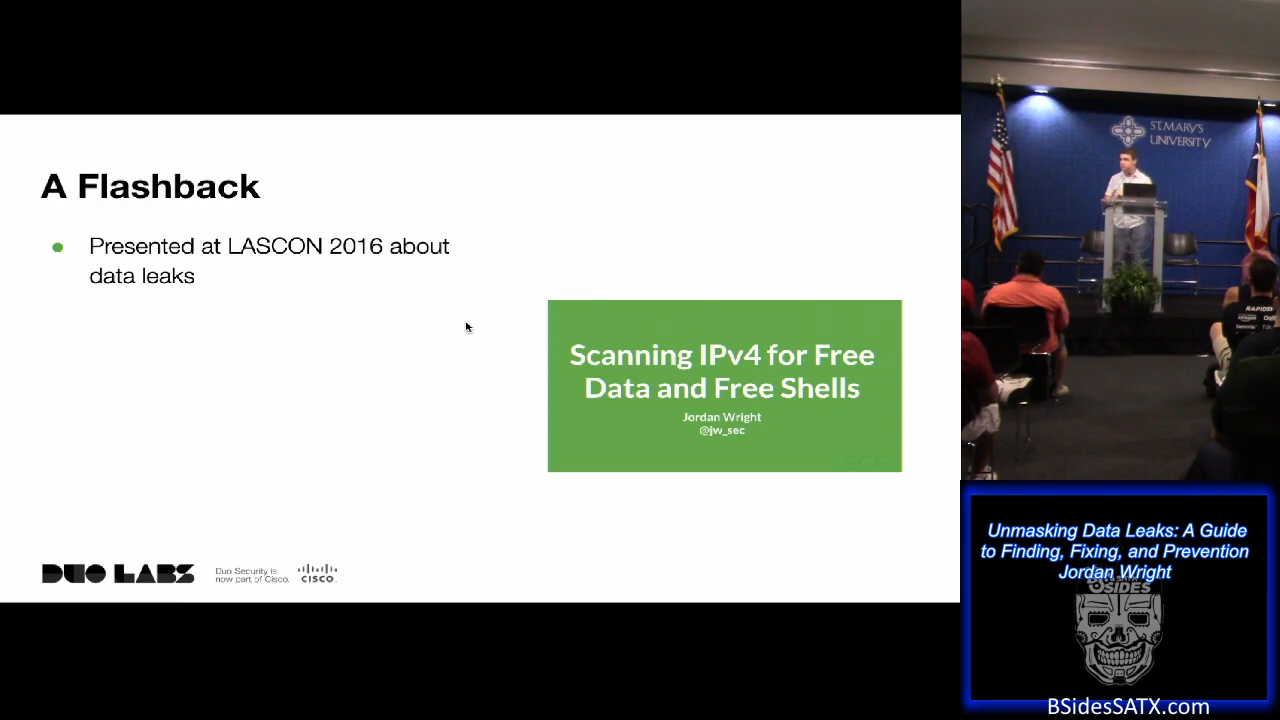 A Flashback
Presented at LASCON 2016 about
data leaks
Scanning IPv4 for Free
Data and Free Shells
Jordan Wright
@jw_sec
DUO LABS
Duo Security is
now part of Cisco.
CISCO
ST. MARY'S
UNIVERSITY
RAPID7
Unmasking Data Leaks: A Guide
to Finding, Fixing, and Prevention
Jordan Wright
BSIDES
BSidesSATX.com